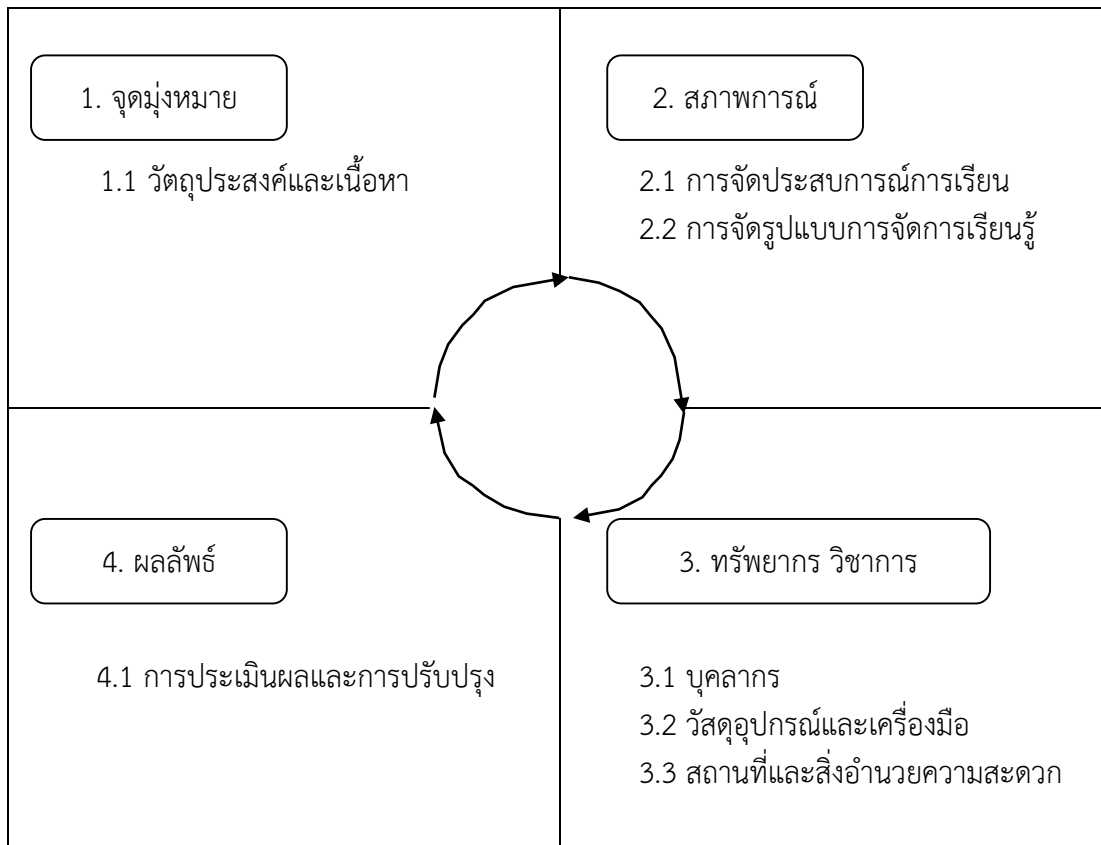 1. จุดมุ่งหมาย
1.1 วัตถุประสงค์และเนื้อหา
2. สภาพการณ์
2.1 การจัดประสบการณ์การเรียน
2.2 การจัดรูปแบบการจัดการเรียนรู้
3. ทรัพยากร วิชาการ
3.1 บุคลากร
3.2 วัสดุอุปกรณ์และเครื่องมือ
3.3 สถานที่และสิ่งอำนวยความสะดวก
4. ผลลัพธ์
4.1 การประเมินผลและการปรับปรุง